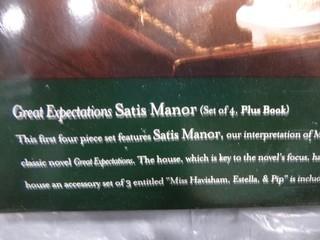 Great Expectations Satis Manor (Set of 4, Plus Book)
This first four piece set features Satis Manor, our interpretation of
classic novel Great Expectations. The house, which is key to the novel's focus,
house an accessory set of 3 entitled "Miss Havisham, Estella, & Pip" is